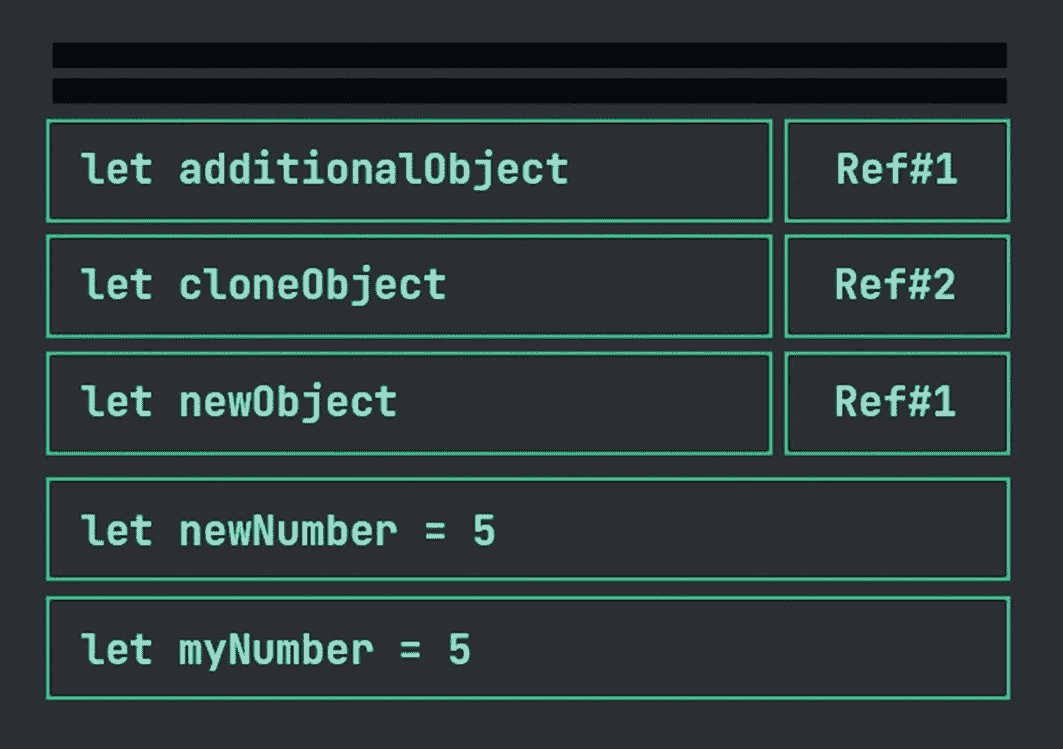 let additionalObject Ref#1
let cloneObject Ref#2
let newObject Ref#1
let newNumber = 5
let myNumber = 5